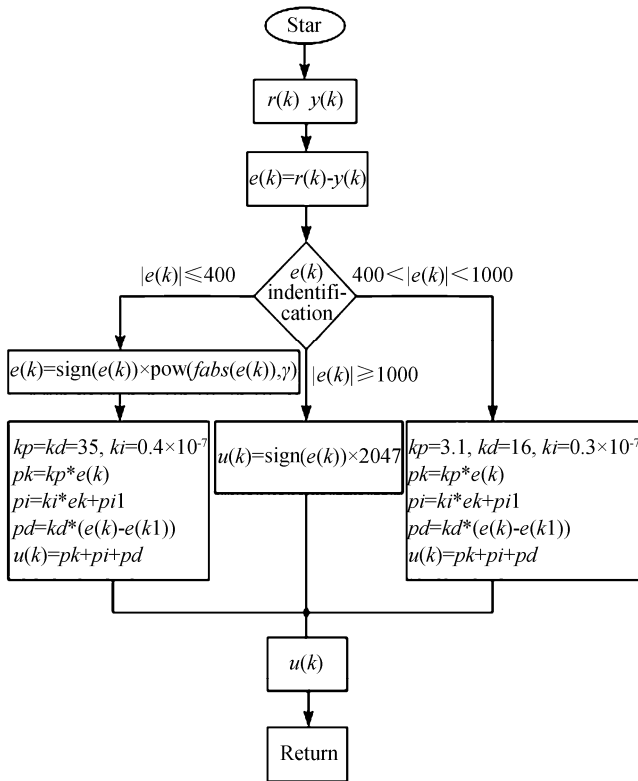 Star
r(k) y(k)
e(k)=r(k)-y(k)
|e(k)|≤400
e(k)
indentifi-
cation
400<|e(k)|<1000
e(k)=sign(e(k))×pow(fabs(e(k)),γ)
|e(k)|≥1000
kp=kd=35, ki=0.4×10⁻⁷
pk=kp*e(k)
pi=ki*ek+pi1
pd=kd*(e(k)-e(k1))
u(k)=pk+pi+pd
u(k)=sign(e(k))×2047
kp=3.1, kd=16, ki=0.3×10⁻⁷
pk=kp*e(k)
pi=ki*ek+pi1
pd=kd*(e(k)-e(k1))
u(k)=pk+pi+pd
u(k)
Return